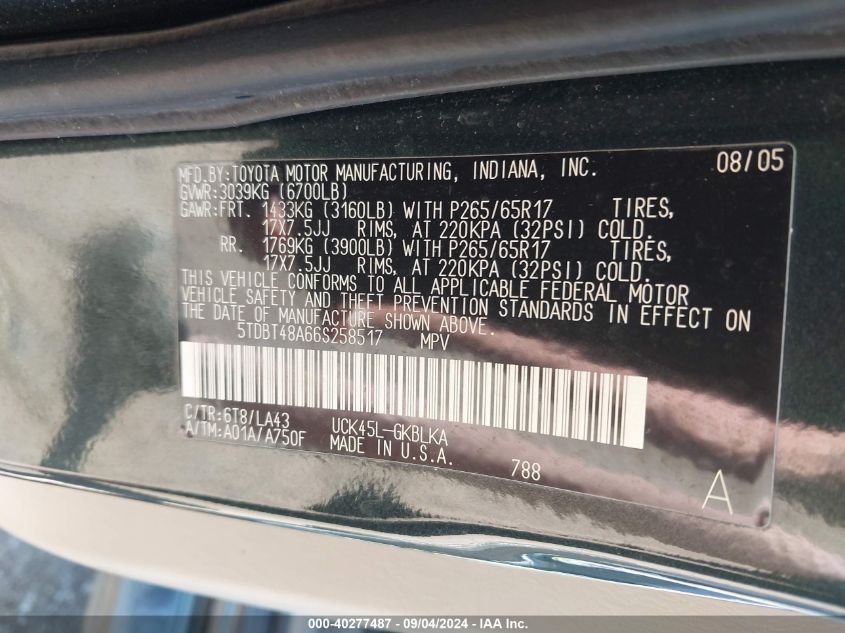 MFD.BY:TOYOTA MOTOR MANUFACTURING, INDIANA, INC. 08/05
GVWR:3039KG (6700LB)
GAWR:FRT. 1433KG (3160LB) WITH P265/65R17 TIRES,
17X7.5JJ RIMS, AT 220KPA (32PSI) COLD.
RR. 1769KG (3900LB) WITH P265/65R17 TIRES,
17X7.5JJ RIMS, AT 220KPA (32PSI) COLD.
THIS VEHICLE CONFORMS TO ALL APPLICABLE FEDERAL MOTOR
VEHICLE SAFETY AND THEFT PREVENTION STANDARDS IN EFFECT ON
THE DATE OF MANUFACTURE SHOWN ABOVE.
5TDBT48A66S258517 MPV
C/TR:6T8/LA43 UCK45L-GKBLKA
A/TM:A01A/A750F MADE IN U.S.A. 788
A
000-40277487 - 09/04/2024 - IAA Inc.